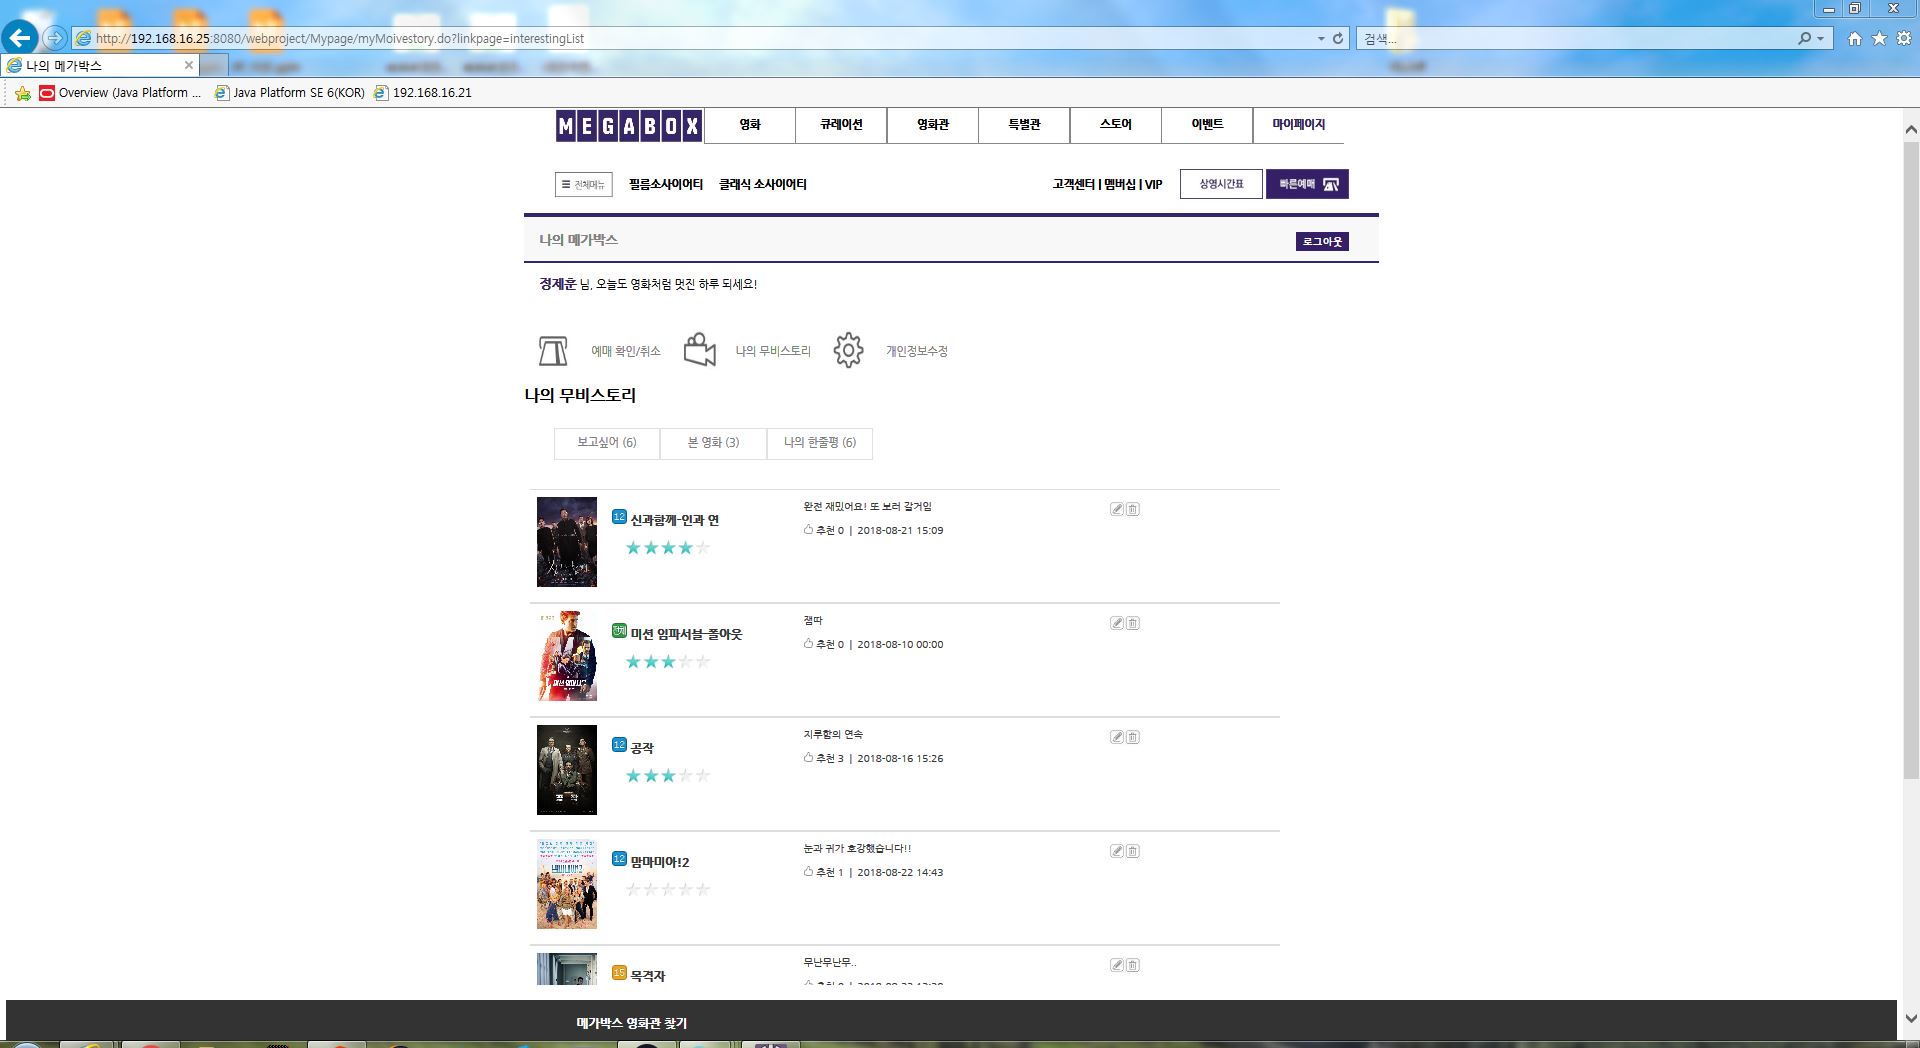 http://192.168.16.25:8080/webproject/Mypage/myMoivestory.do?linkpage=interestingList
검색...
나의 메가박스
Overview (Java Platform ...
Java Platform SE 6(KOR)
192.168.16.21
MEGABOX
영화
큐레이션
영화관
특별관
스토어
이벤트
마이페이지
전체메뉴
필름소사이어티
클래식 소사이어티
고객센터 | 멤버십 | VIP
상영시간표
빠른예매
나의 메가박스
로그아웃
정제훈 님, 오늘도 영화처럼 멋진 하루 되세요!
예매 확인/취소
나의 무비스토리
개인정보수정
나의 무비스토리
보고싶어 (6)
본 영화 (3)
나의 한줄평 (6)
12 신과함께-인과 연
완전 재밌어요! 또 보러 갈거임
추천 0 | 2018-08-21 15:09
전체 미션 임파서블-폴아웃
잼따
추천 0 | 2018-08-10 00:00
12 공작
지루함의 연속
추천 3 | 2018-08-16 15:26
공작
12 맘마미아!2
눈과 귀가 호강했습니다!!
추천 1 | 2018-08-22 14:43
15 목격자
무난무난무..
메가박스 영화관 찾기